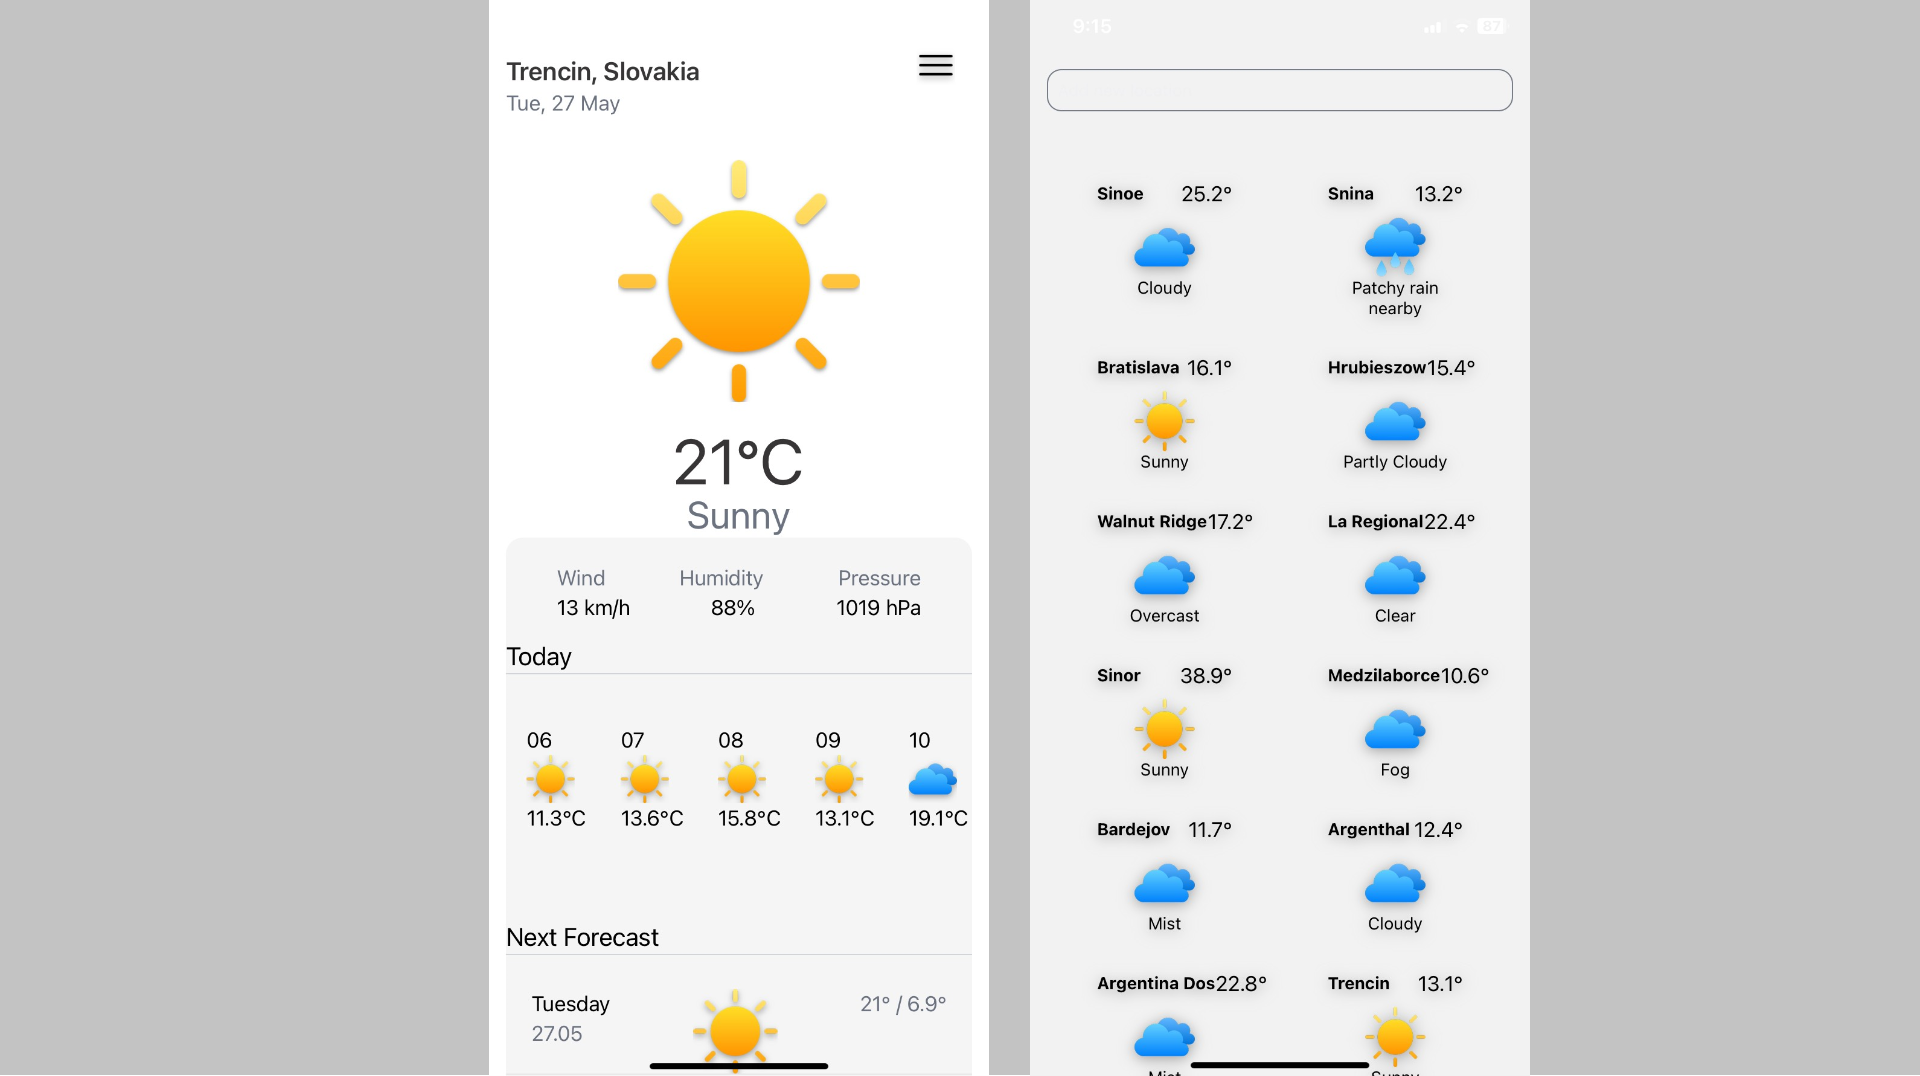 Trencin, Slovakia
Tue, 27 May
21°C
Sunny
Wind Humidity Pressure
13 km/h 88% 1019 hPa
Today
06 07 08 09 10
11.3°C 13.6°C 15.8°C 13.1°C 19.1°C
Next Forecast
Tuesday 21° / 6.9°
27.05
9:15 87
Sinoe 25.2° Snina 13.2°
Cloudy Patchy rain
nearby
Bratislava 16.1° Hrubieszow 15.4°
Sunny Partly Cloudy
Walnut Ridge 17.2° La Regional 22.4°
Overcast Clear
Sinor 38.9° Medzilaborce 10.6°
Sunny Fog
Bardejov 11.7° Argenthal 12.4°
Mist Cloudy
Argentina Dos 22.8° Trencin 13.1°
Mist Sunny